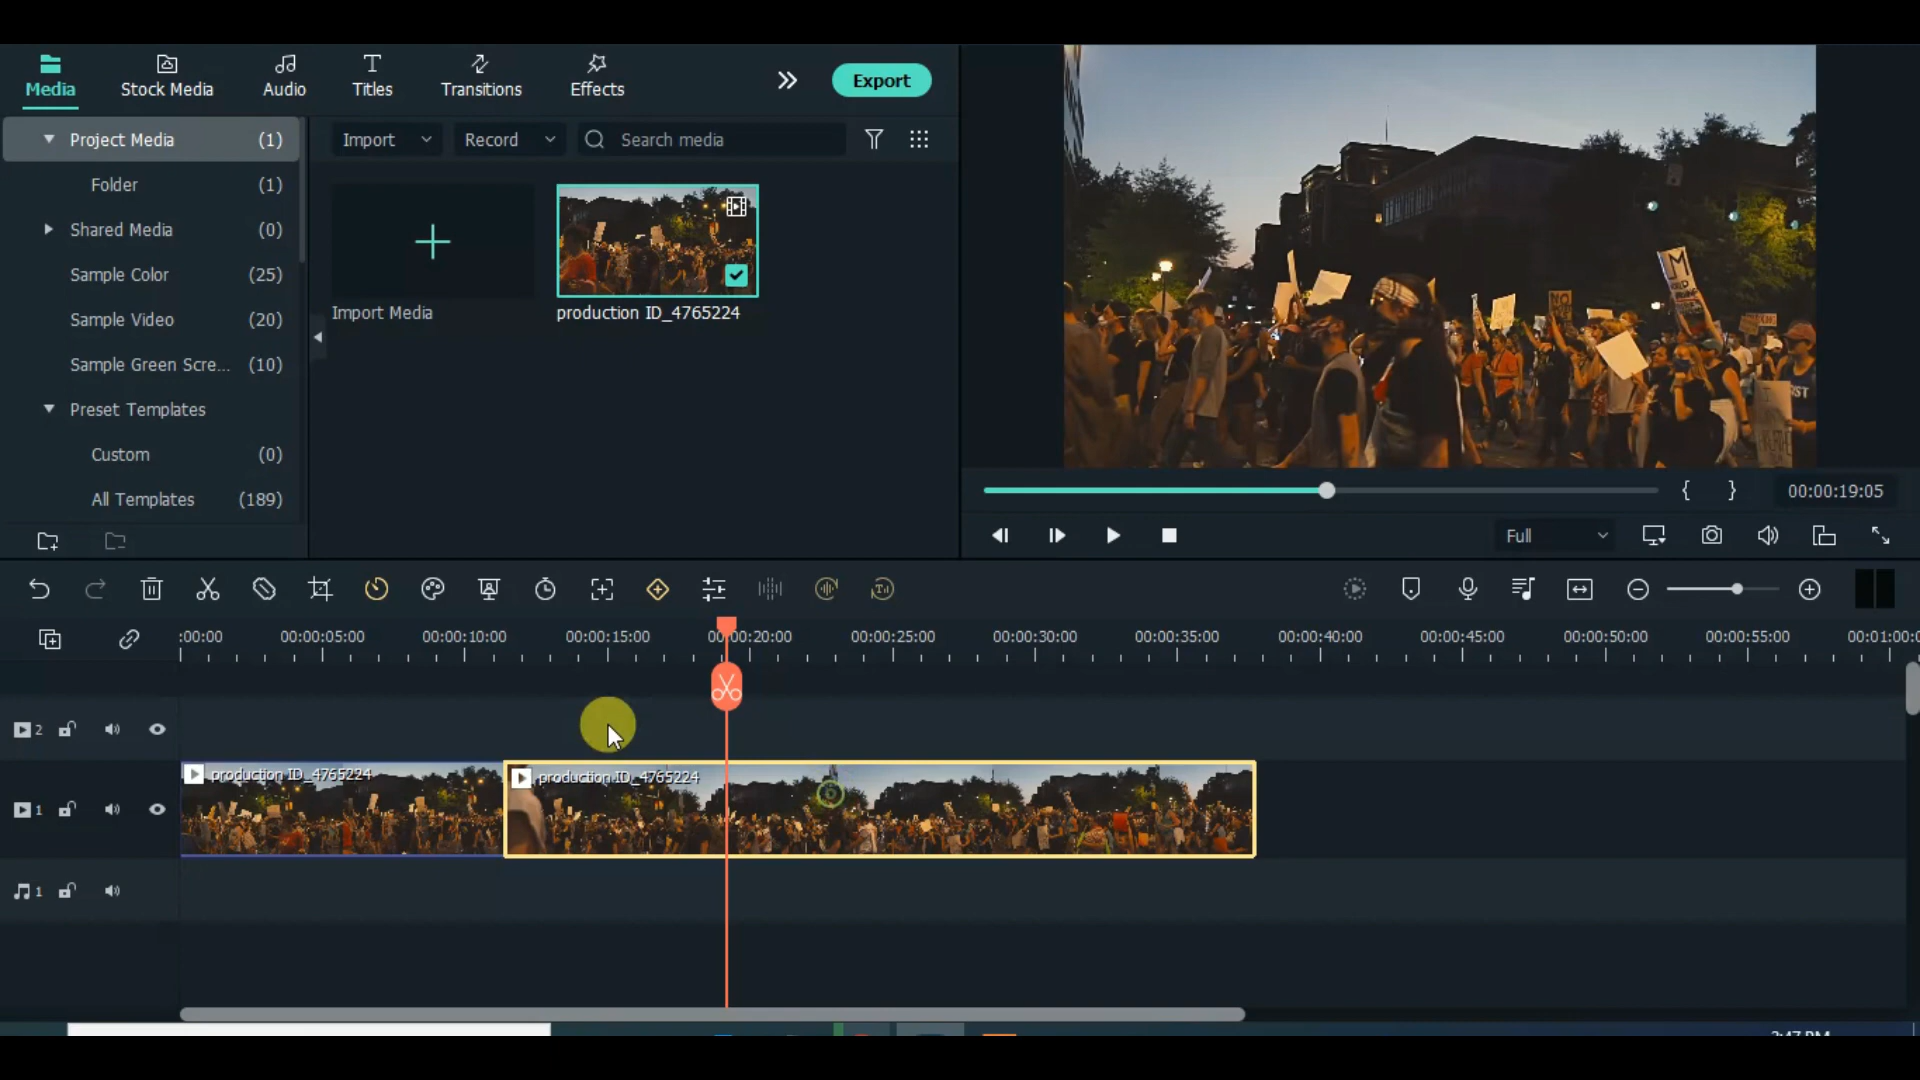 Media
Stock Media
Audio
Titles
Transitions
Effects
Export
Project Media (1)
Folder (1)
Shared Media (0)
Sample Color (25)
Sample Video (20)
Sample Green Scre... (10)
Preset Templates
Custom (0)
All Templates (189)
Import
Record
Search media
Import Media
production ID_4765224
M
NO
00:00:19:05
Full
:00:00
00:00:05:00
00:00:10:00
00:00:15:00
00:00:20:00
00:00:25:00
00:00:30:00
00:00:35:00
00:00:40:00
00:00:45:00
00:00:50:00
00:00:55:00
00:01:00:0
2
production ID_4765224
production ID_4765224
1
1